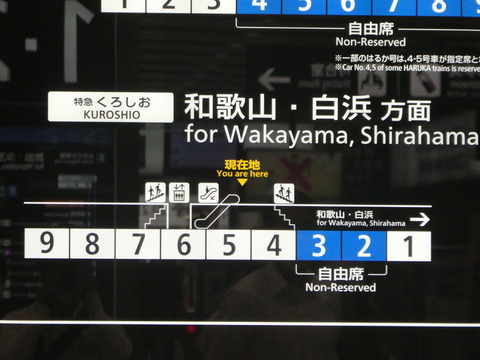 1 2 3 4 5 6 7 8 9
自由席
Non-Reserved
※一部のはるか号は、4・5号車が指定席と
※Car No. 4,5 of some HARUKA trains is reserve
特急 くろしお
KUROSHIO
和歌山・白浜 方面
for Wakayama, Shirahama
現在地
You are here
和歌山・白浜
for Wakayama, Shirahama
9 8 7 6 5 4 3 2 1
自由席
Non-Reserved